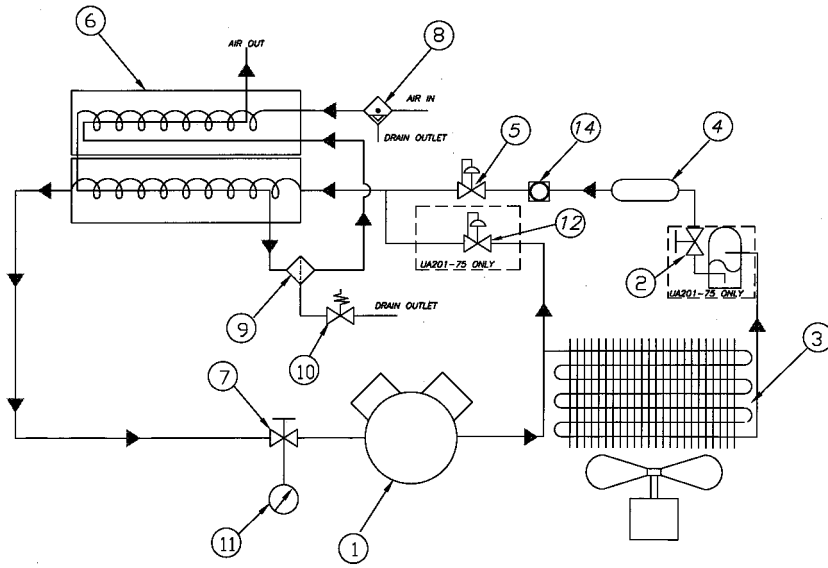 6
8
AIR OUT
AIR IN
DRAIN OUTLET
5
14
4
12
UA201-75 ONLY
2
UA201-75 ONLY
9
DRAIN OUTLET
10
3
7
11
1